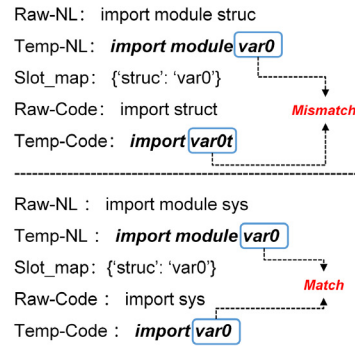 Raw-NL: import module struc
Temp-NL: import module var0
Slot_map: {‘struc’: ‘var0’}
Raw-Code: import struct
Mismatch
Temp-Code: import var0t
Raw-NL : import module sys
Temp-NL : import module var0
Slot_map: {‘struc’: ‘var0’}
Match
Raw-Code : import sys
Temp-Code : import var0